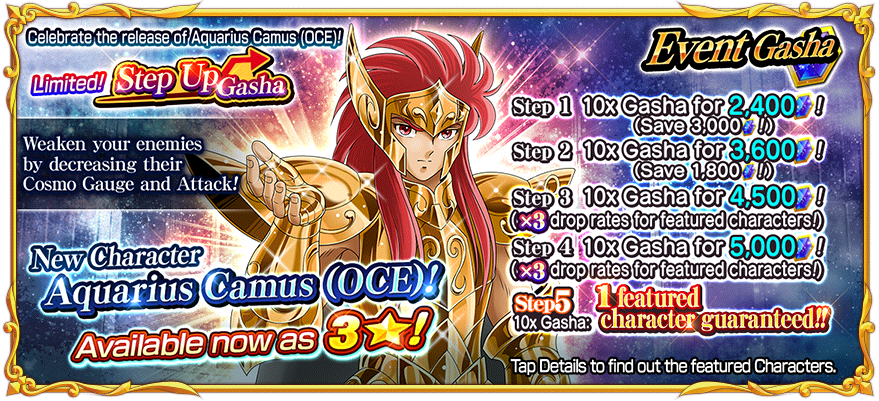 Celebrate the release of Aquarius Camus (OCE)!
Limited! Step Up Gasha
Weaken your enemies
by decreasing their
Cosmo Gauge and Attack!
New Character
Aquarius Camus (OCE)!
Available now as 3★!
Event Gasha
Step 1 10x Gasha for 2,400!
(Save 3,000!)
Step 2 10x Gasha for 3,600!
(Save 1,800!)
Step 3 10x Gasha for 4,500!
(×3 drop rates for featured characters!)
Step 4 10x Gasha for 5,000!
(×3 drop rates for featured characters!)
Step5
10x Gasha:
1 featured
character guaranteed!!
Tap Details to find out the featured Characters.